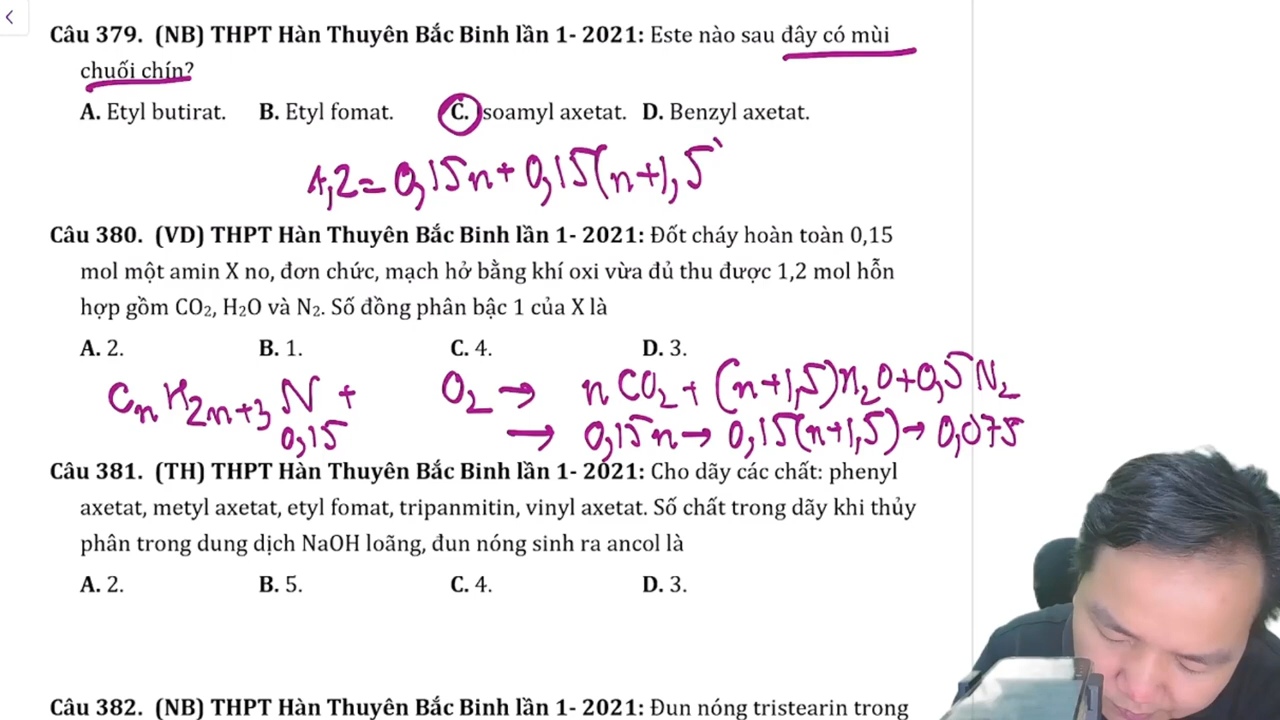 Câu 379. (NB) THPT Hàn Thuyên Bắc Binh lần 1- 2021: Este nào sau đây có mùi
chuối chín?
A. Etyl butirat. B. Etyl fomat. C. Isoamyl axetat. D. Benzyl axetat.
1,2 = 0,15n + 0,15(n+1,5)
Câu 380. (VD) THPT Hàn Thuyên Bắc Binh lần 1- 2021: Đốt cháy hoàn toàn 0,15
mol một amin X no, đơn chức, mạch hở bằng khí oxi vừa đủ thu được 1,2 mol hỗn
hợp gồm CO₂, H₂O và N₂. Số đồng phân bậc 1 của X là
A. 2. B. 1. C. 4. D. 3.
CₙH₂ₙ₊₃N + O₂ → nCO₂ + (n+1,5)H₂O + 0,5N₂
0,15 → 0,15n → 0,15(n+1,5) → 0,075
Câu 381. (TH) THPT Hàn Thuyên Bắc Binh lần 1- 2021: Cho dãy các chất: phenyl
axetat, metyl axetat, etyl fomat, tripanmitin, vinyl axetat. Số chất trong dãy khi thủy
phân trong dung dịch NaOH loãng, đun nóng sinh ra ancol là
A. 2. B. 5. C. 4. D. 3.
Câu 382. (NB) THPT Hàn Thuyên Bắc Binh lần 1- 2021: Đun nóng tristearin trong